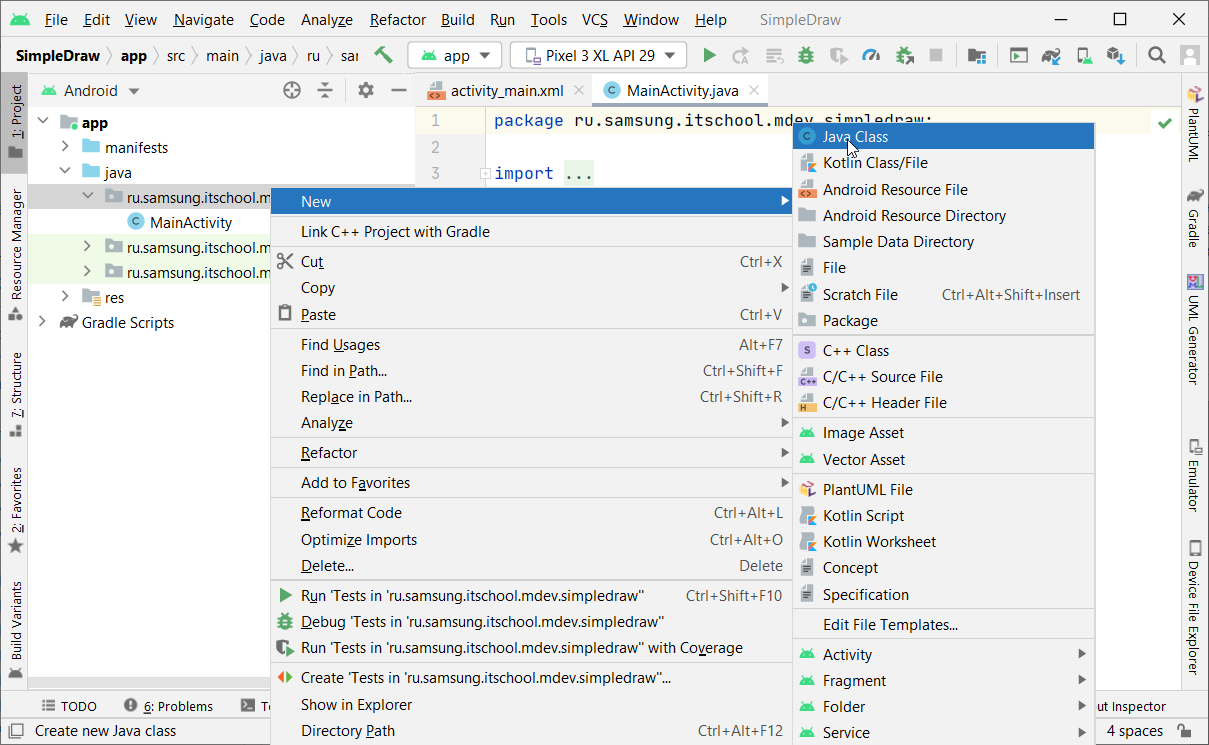 File Edit View Navigate Code Analyze Refactor Build Run Tools VCS Window Help SimpleDraw
SimpleDraw app src main java ru sar app Pixel 3 XL API 29
Android
activity_main.xml
MainActivity.java
1: Project
Resource Manager
7: Structure
2: Favorites
Build Variants
app
manifests
java
ru.samsung.itschool.m
MainActivity
ru.samsung.itschool.m
ru.samsung.itschool.m
res
Gradle Scripts
1 package ru.samsung.itschool.mdev.simpledraw;
2
3 import ...
New
Link C++ Project with Gradle
Cut Ctrl+X
Copy
Paste Ctrl+V
Find Usages Alt+F7
Find in Path... Ctrl+Shift+F
Replace in Path... Ctrl+Shift+R
Analyze
Refactor
Add to Favorites
Reformat Code Ctrl+Alt+L
Optimize Imports Ctrl+Alt+O
Delete... Delete
Run 'Tests in 'ru.samsung.itschool.mdev.simpledraw'' Ctrl+Shift+F10
Debug 'Tests in 'ru.samsung.itschool.mdev.simpledraw''
Run 'Tests in 'ru.samsung.itschool.mdev.simpledraw'' with Coverage
Create 'Tests in 'ru.samsung.itschool.mdev.simpledraw''...
Show in Explorer
Directory Path Ctrl+Alt+F12
Java Class
Kotlin Class/File
Android Resource File
Android Resource Directory
Sample Data Directory
File
Scratch File Ctrl+Alt+Shift+Insert
Package
C++ Class
C/C++ Source File
C/C++ Header File
Image Asset
Vector Asset
PlantUML File
Kotlin Script
Kotlin Worksheet
Concept
Specification
Edit File Templates...
Activity
Fragment
Folder
Service
PlantUML
Gradle
UML Generator
Emulator
Device File Explorer
TODO 6: Problems Te out Inspector
Create new Java class 4 spaces